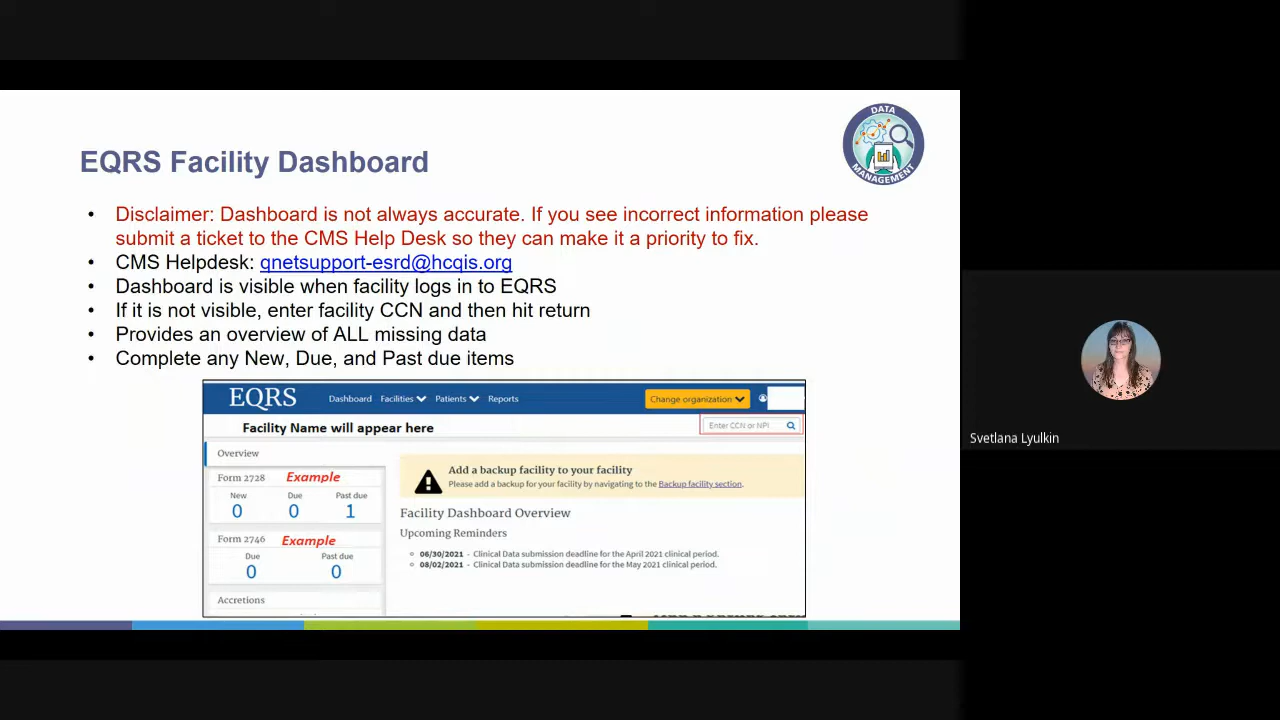 DATA
MANAGEMENT
EQRS Facility Dashboard
• Disclaimer: Dashboard is not always accurate. If you see incorrect information please
submit a ticket to the CMS Help Desk so they can make it a priority to fix.
• CMS Helpdesk: qnetsupport-esrd@hcqis.org
• Dashboard is visible when facility logs in to EQRS
• If it is not visible, enter facility CCN and then hit return
• Provides an overview of ALL missing data
• Complete any New, Due, and Past due items
EQRS Dashboard Facilities Patients Reports Change organization
Facility Name will appear here
Enter CCN or NPI
Overview
Form 2728 Example
New Due Past due
0 0 1
Form 2746 Example
Due Past due
0 0
Accretions
Add a backup facility to your facility
Please add a backup for your facility by navigating to the Backup facility section.
Facility Dashboard Overview
Upcoming Reminders
06/30/2021 - Clinical Data submission deadline for the April 2021 clinical period.
08/02/2021 - Clinical Data submission deadline for the May 2021 clinical period.
Svetlana Lyulkin